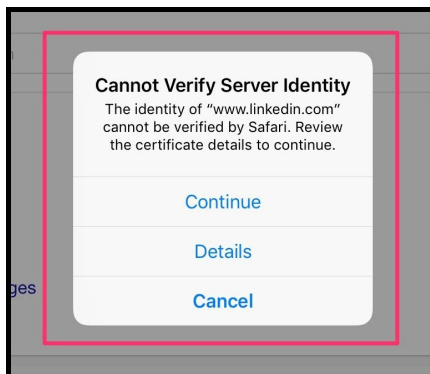 Cannot Verify Server Identity
The identity of “www.linkedin.com”
cannot be verified by Safari. Review
the certificate details to continue.
Continue
Details
ges
Cancel